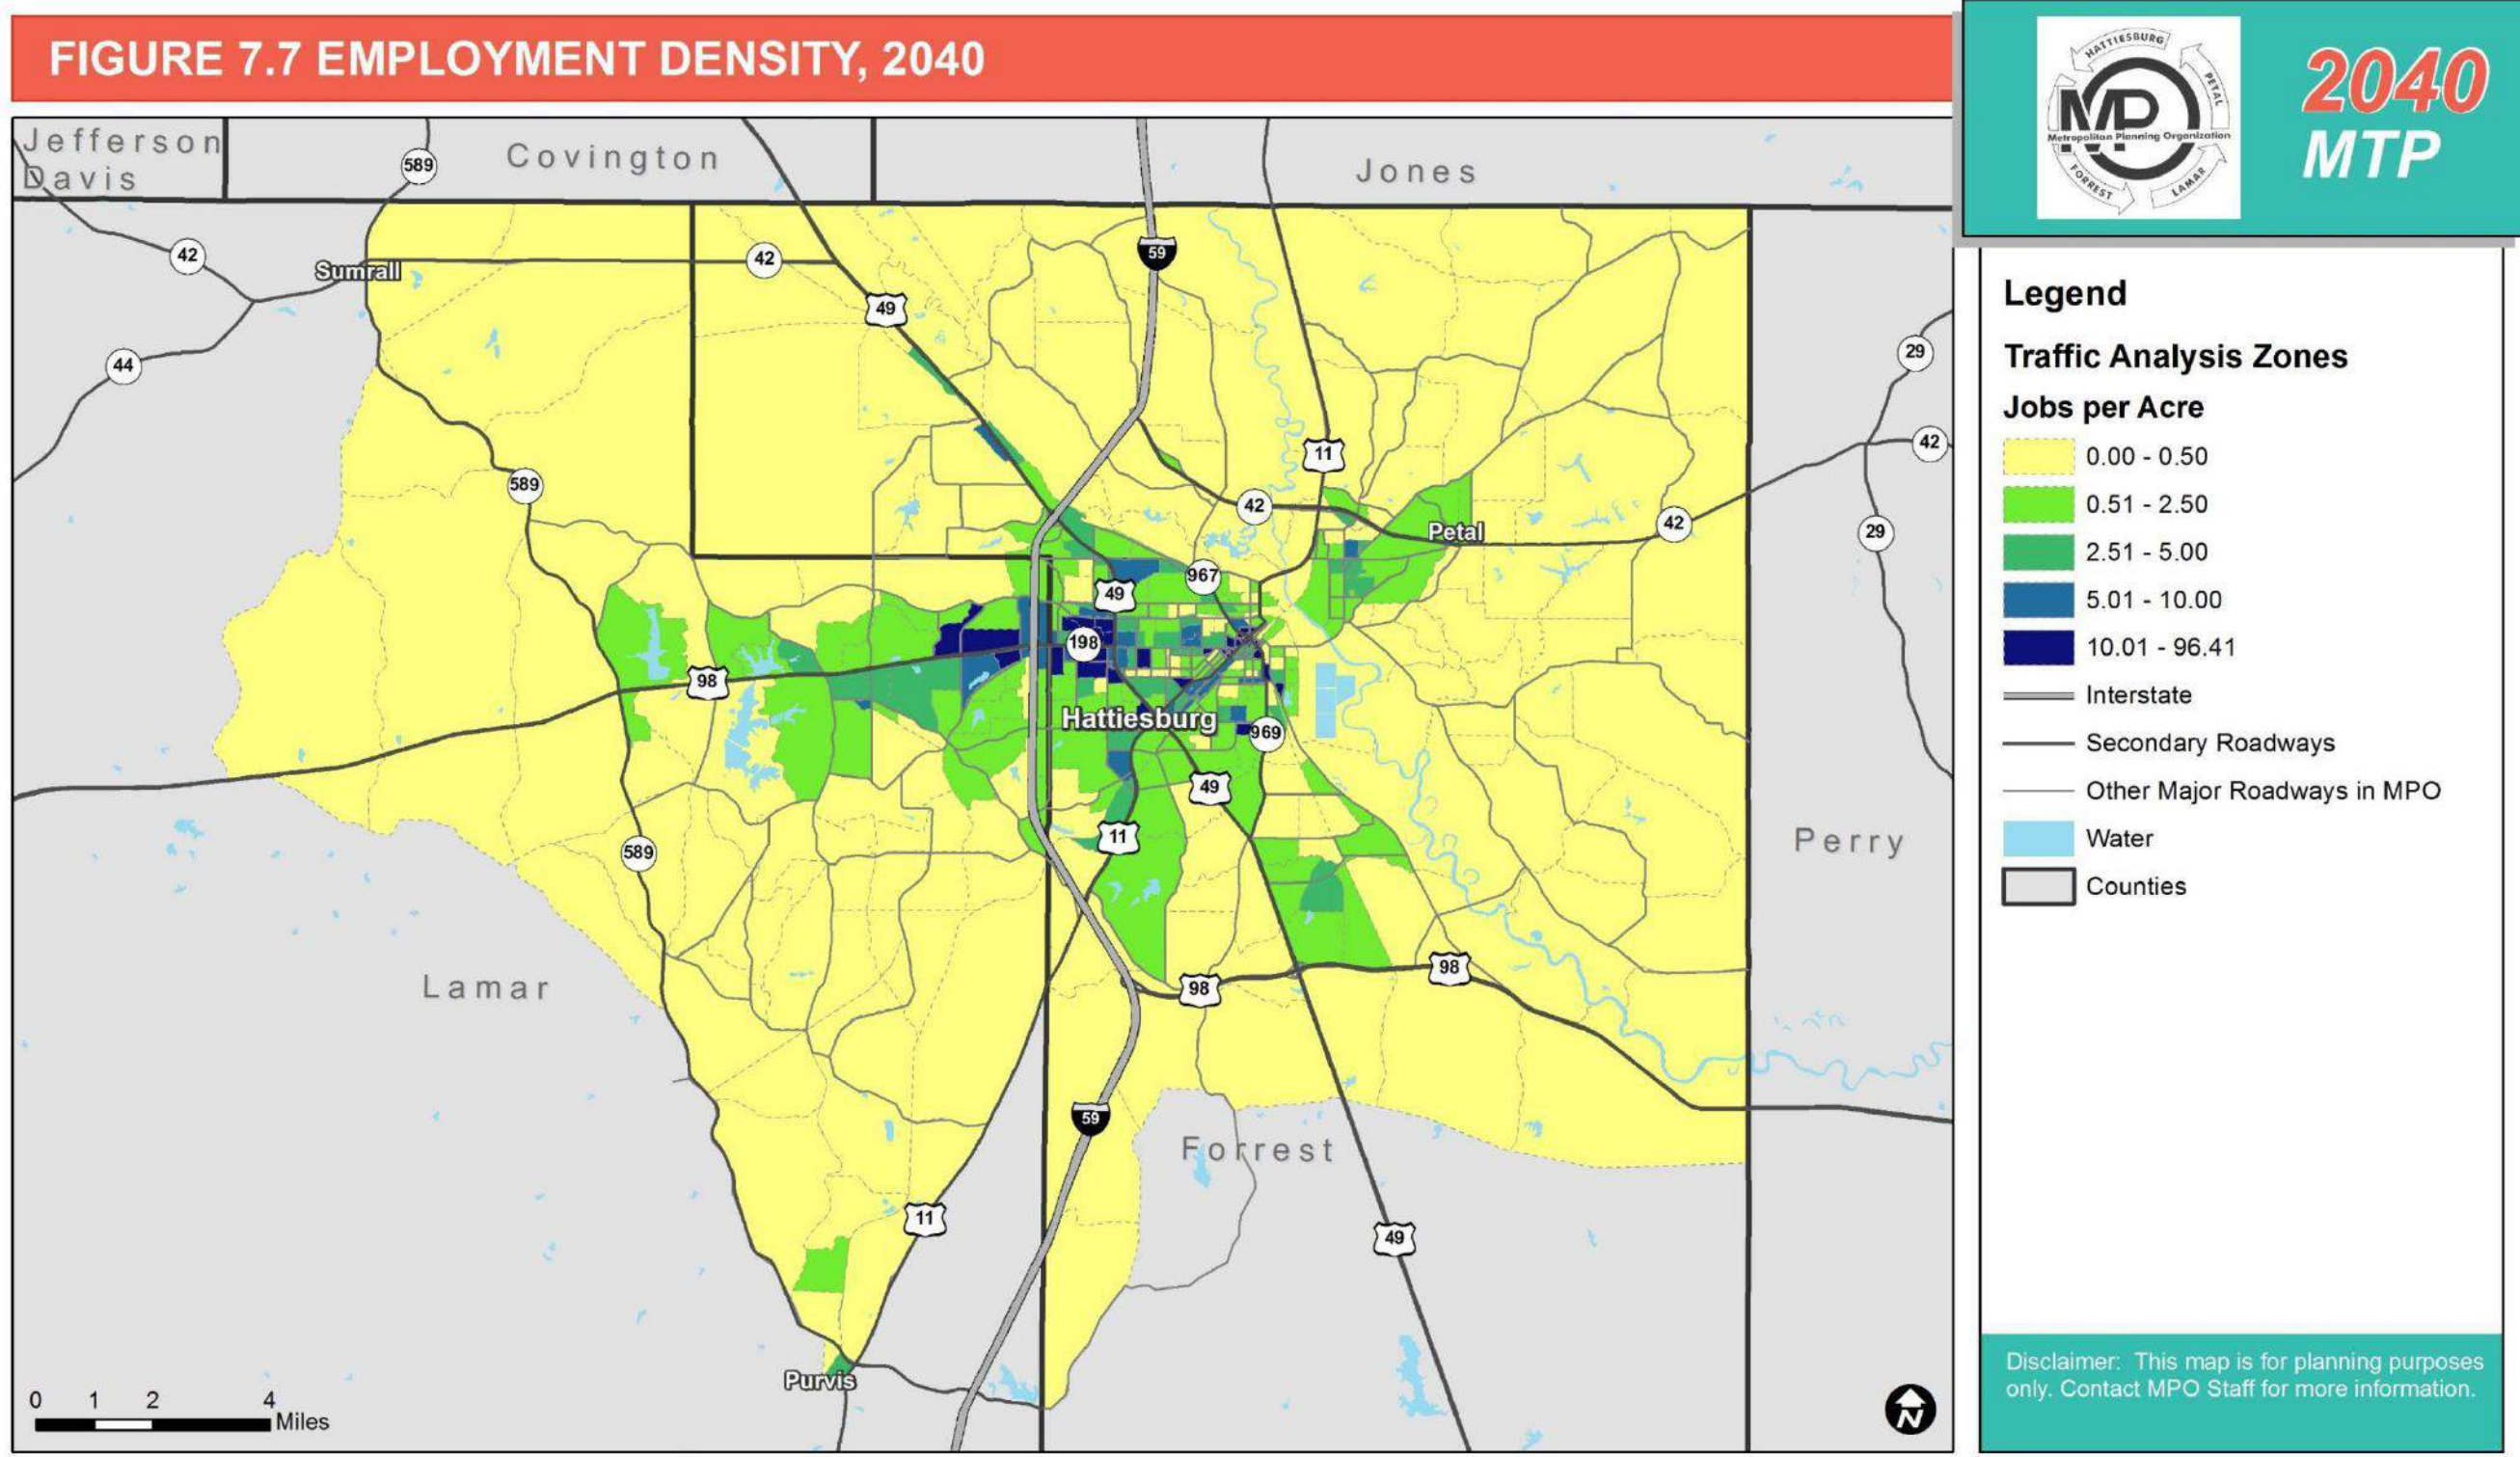 FIGURE 7.7 EMPLOYMENT DENSITY, 2040
HATTIESBURG
PETAL
LAMAR
FORREST
MPO
Metropolitan Planning Organization
2040
MTP
Jefferson
Davis
589
Covington
Jones
42
Sumrall
42
59
49
44
29
11
42
589
42
Petal
42
29
967
49
198
98
Hattiesburg
969
49
11
589
Perry
Lamar
98
98
59
Forrest
11
49
Purvis
0 1 2 4
Miles
N
Legend
Traffic Analysis Zones
Jobs per Acre
0.00 - 0.50
0.51 - 2.50
2.51 - 5.00
5.01 - 10.00
10.01 - 96.41
Interstate
Secondary Roadways
Other Major Roadways in MPO
Water
Counties
Disclaimer: This map is for planning purposes
only. Contact MPO Staff for more information.